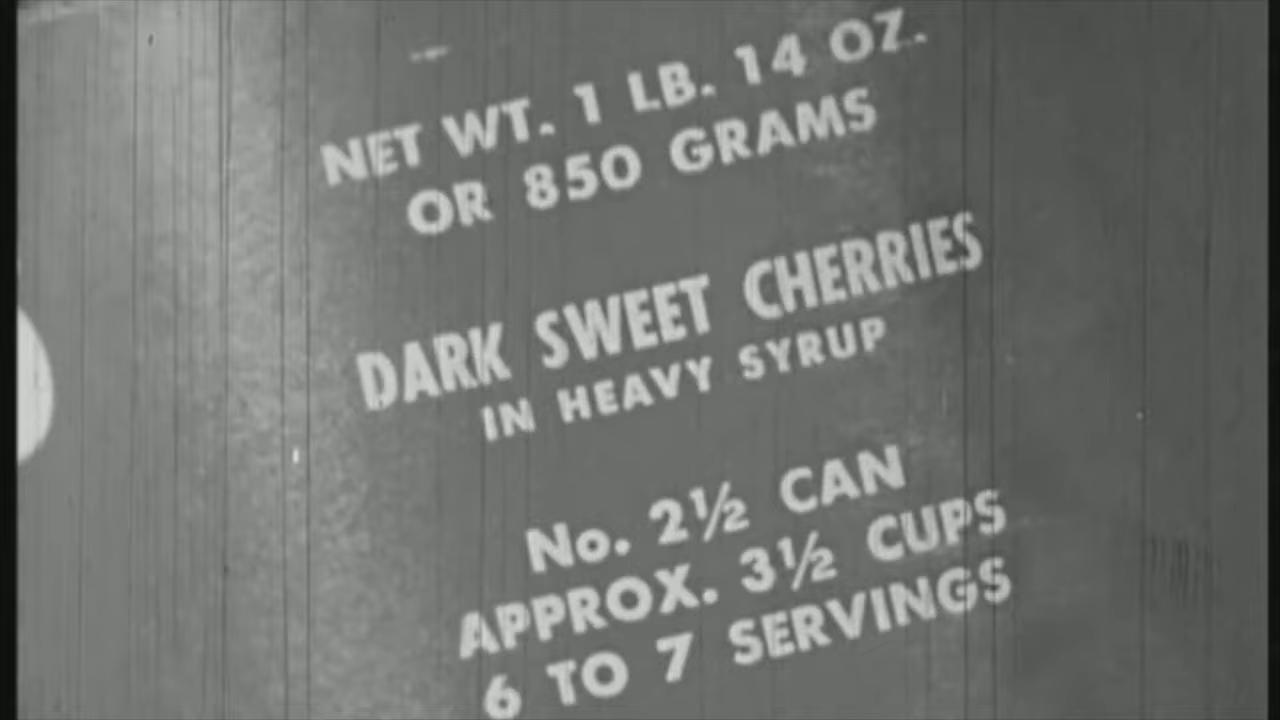 NET WT. 1 LB. 14 OZ.
OR 850 GRAMS
DARK SWEET CHERRIES
IN HEAVY SYRUP
No. 2½ CAN
APPROX. 3½ CUPS
6 TO 7 SERVINGS